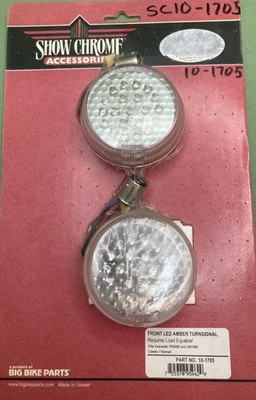 SC10-1705
SHOW CHROME
ACCESSORIES
10-1705
FRONT LED AMBER TURNSIGNAL
Requires Load Equalizer
Classic / Nomad
PART NO. 10-1705
a product of
BIG BIKE PARTS
www.bigbikeparts.com
Made in Taiwan